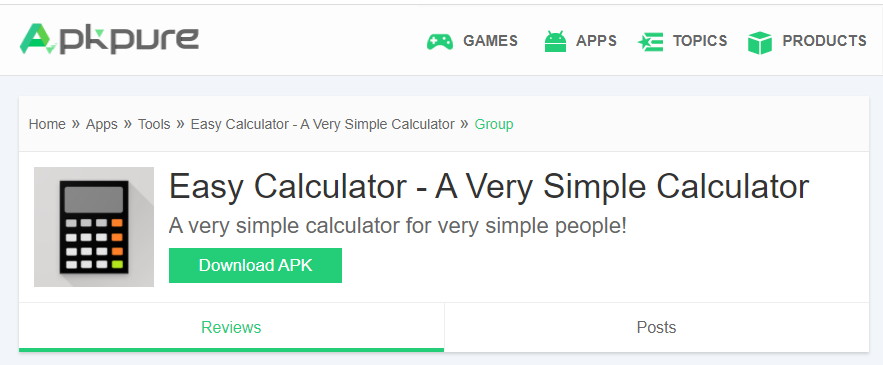 Apkpure
GAMES APPS TOPICS PRODUCTS
Home » Apps » Tools » Easy Calculator - A Very Simple Calculator » Group
Easy Calculator - A Very Simple Calculator
A very simple calculator for very simple people!
Download APK
Reviews Posts